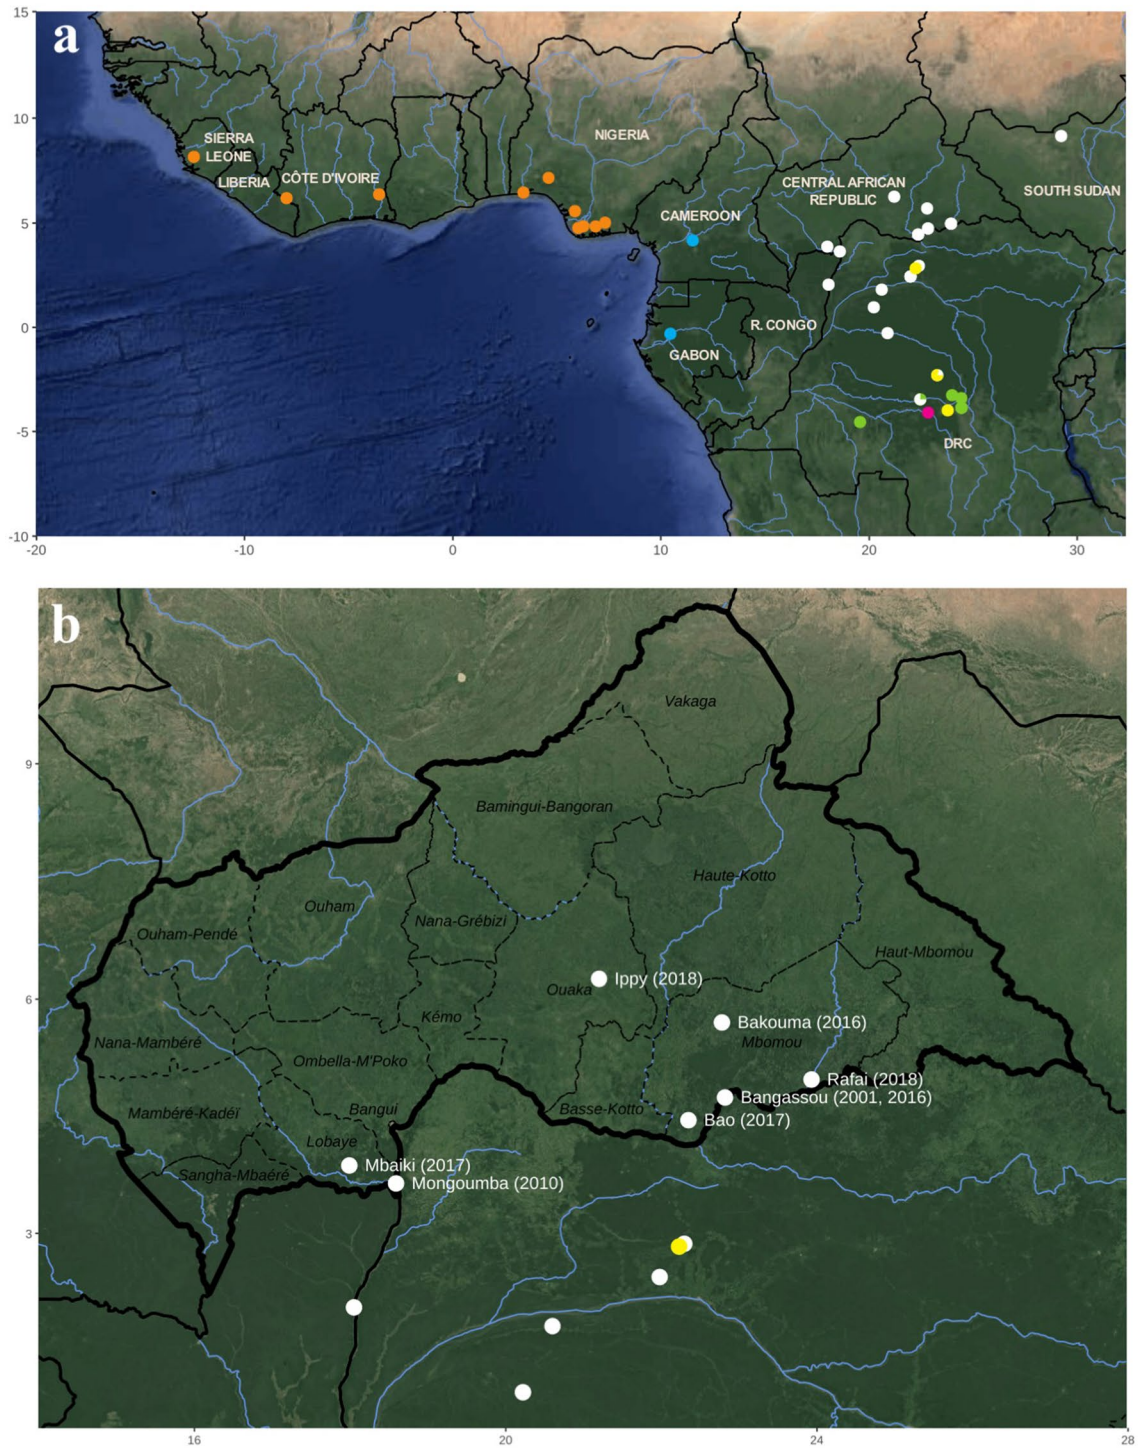 a
15
10
5
0
-5
-10
SIERRA
LEONE
LIBERIA
CÔTE D'IVOIRE
NIGERIA
CAMEROON
CENTRAL AFRICAN
REPUBLIC
SOUTH SUDAN
R. CONGO
GABON
DRC
-20
-10
0
10
20
30
b
9
6
3
Vakaga
Bamingui-Bangoran
Haute-Kotto
Ouham
Nana-Grébizi
Ouham-Pendé
Haut-Mbomou
Ippy (2018)
Ouaka
Kémo
Bakouma (2016)
Mbomou
Nana-Mambéré
Ombella-M'Poko
Rafai (2018)
Bangassou (2001, 2016)
Mambéré-Kadéï
Bangui
Basse-Kotto
Bao (2017)
Lobaye
Mbaiki (2017)
Sangha-Mbaéré
Mongoumba (2010)
16
20
24
28